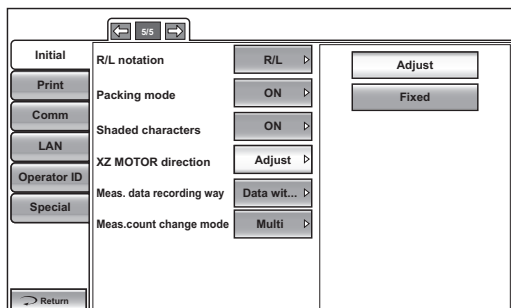 5/5
Initial
Print
Comm
LAN
Operator ID
Special
Return
R/L notation R/L
Packing mode ON
Shaded characters ON
XZ MOTOR direction Adjust
Meas. data recording way Data wit...
Meas.count change mode Multi
Adjust
Fixed